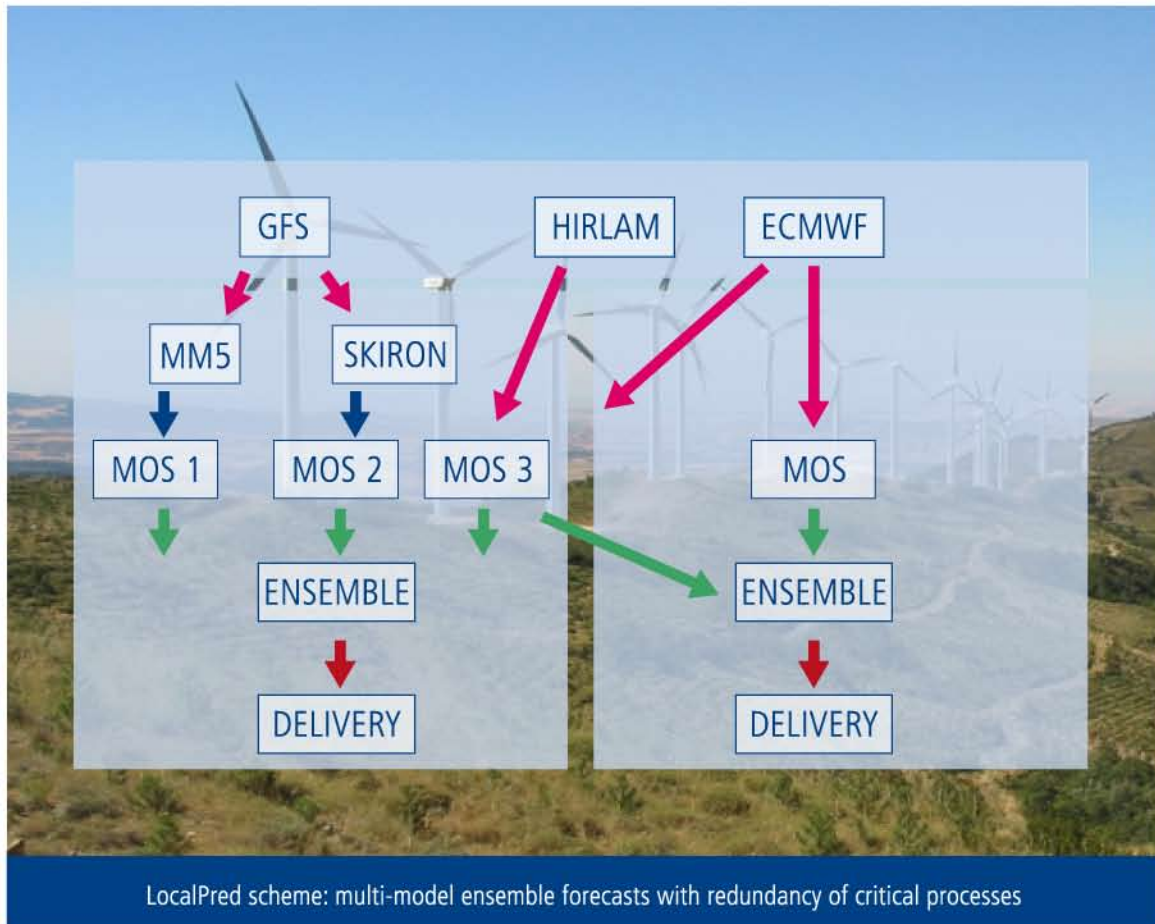 GFS HIRLAM ECMWF
MM5 SKIRON
MOS 1 MOS 2 MOS 3 MOS
ENSEMBLE ENSEMBLE
DELIVERY DELIVERY
LocalPred scheme: multi-model ensemble forecasts with redundancy of critical processes